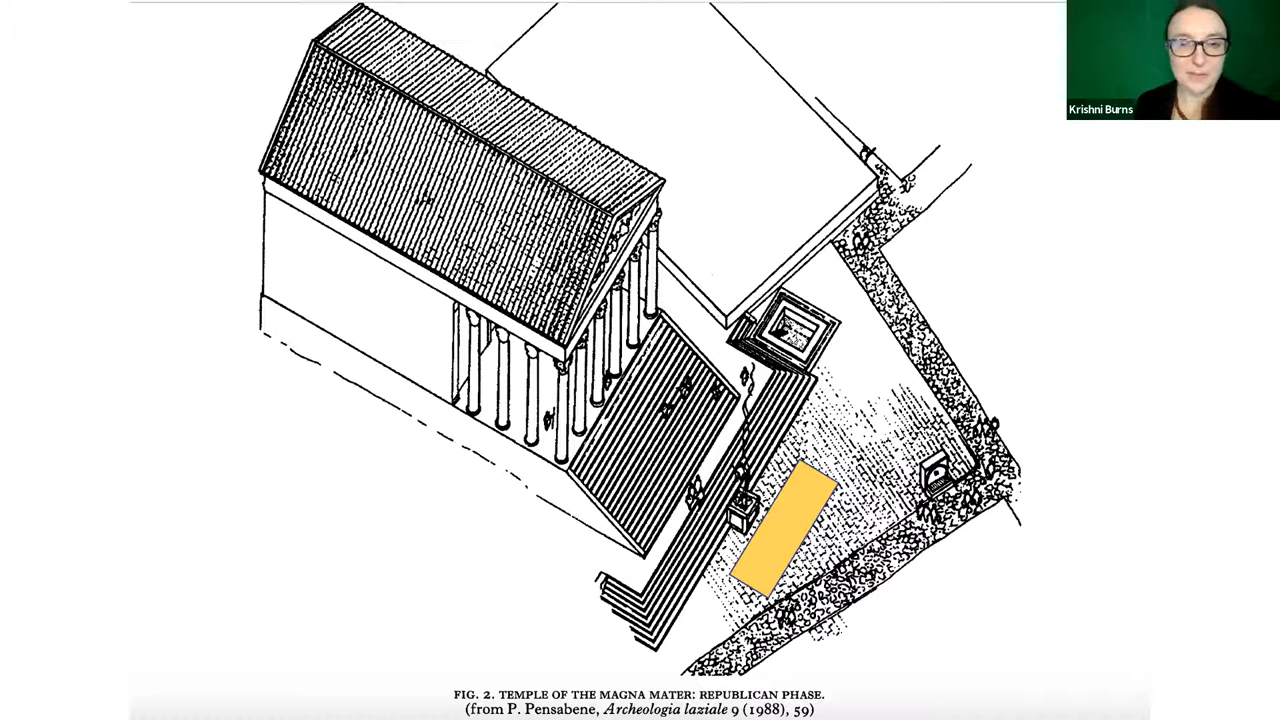 Krishni Burns
FIG. 2. TEMPLE OF THE MAGNA MATER: REPUBLICAN PHASE.
(from P. Pensabene, Archeologia laziale 9 (1988), 59)